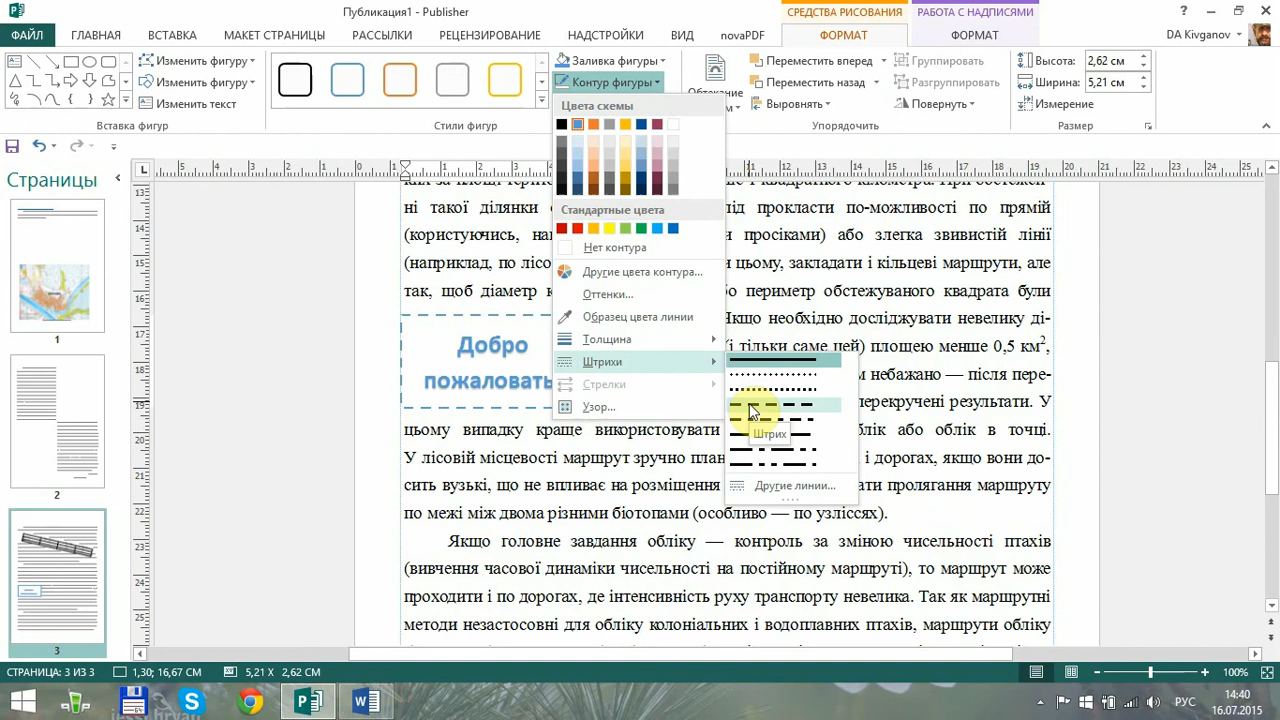 Публикация1 - Publisher
СРЕДСТВА РИСОВАНИЯ
РАБОТА С НАДПИСЯМИ
ФАЙЛ
ГЛАВНАЯ
ВСТАВКА
МАКЕТ СТРАНИЦЫ
РАССЫЛКИ
РЕЦЕНЗИРОВАНИЕ
НАДСТРОЙКИ
ВИД
novaPDF
ФОРМАТ
ФОРМАТ
DA Kivganov
Изменить фигуру
Изменить фигуру
Изменить текст
Вставка фигур
Стили фигур
Заливка фигуры
Контур фигуры
Обтекание
Переместить вперед
Переместить назад
Выровнять
Группировать
Разгруппировать
Повернуть
Упорядочить
Высота: 2,62 см
Ширина: 5,21 см
Измерение
Размер
Цвета схемы
Стандартные цвета
Нет контура
Другие цвета контура...
Оттенки...
Образец цвета линии
Толщина
Штрихи
Стрелки
Узор...
Штрих
Другие линии...
Страницы
1
2
3
ні такої ділянки
лід прокласти по-можливості по прямій
(користуючись,
и просіками) або злегка звивистій лінії
(наприклад, по
цьому, закладати і кільцеві маршрути, але
так, щоб діаметр
бо периметр обстежуваного квадрата були
Якщо необхідно досліджувати невелику ді-
(і тільки саме цей) площею менше 0,5 км²,
небажано — після пере-
перекручені результати. У
Добро
пожаловать
цьому випадку краще використовувати
блік або облік в точці.
У лісовій місцевості маршрут зручно
і дорогах, якщо вони до-
сить вузькі, що не впливає на розміщення
ати пролягання маршруту
по межі між двома різними біотопами (особливо — по узліссях).
Якщо головне завдання обліку — контроль за зміною чисельності птахів
(вивчення часової динаміки чисельності на постійному маршруті), то маршрут може
проходити і по дорогах, де інтенсивність руху транспорту невелика. Так як маршрутні
методи незастосовні для обліку колоніальних і водоплавних птахів, маршрути обліку
СТРАНИЦА: 3 ИЗ 3
1,30; 16,67 СМ
5,21 x 2,62 СМ
100%
РУС
14:40
16.07.2015